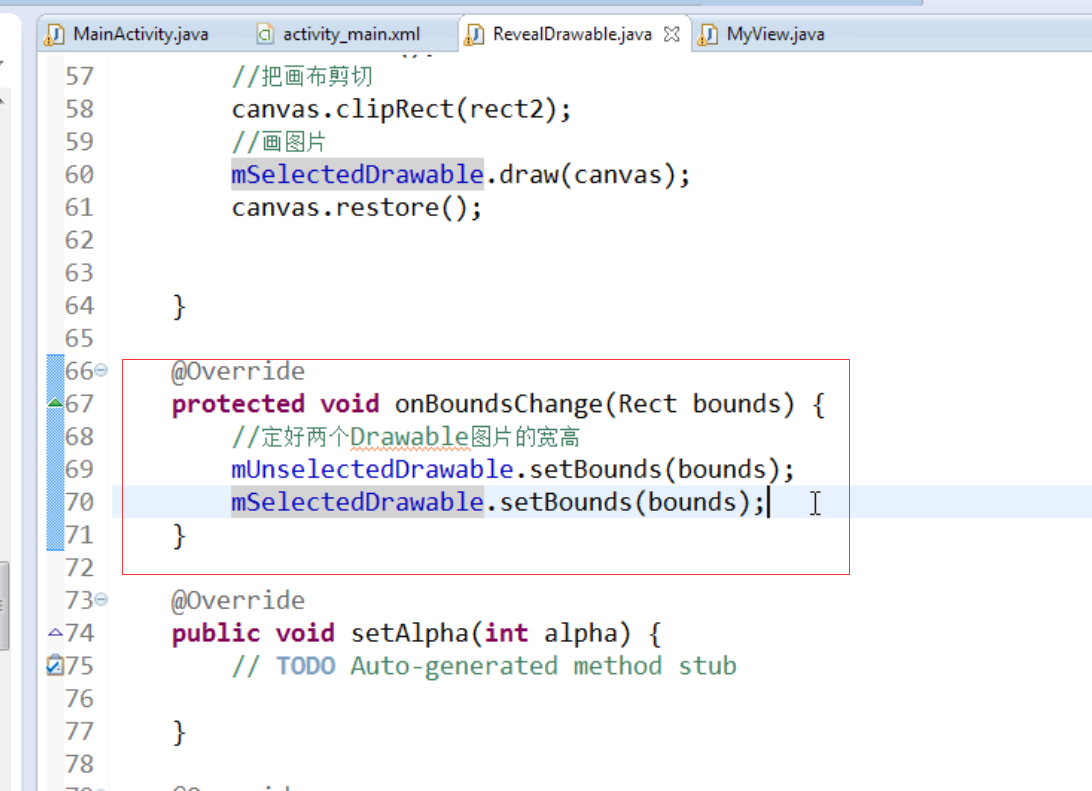 MainActivity.java activity_main.xml RevealDrawable.java MyView.java
57 //把画布剪切
58 canvas.clipRect(rect2);
59 //画图片
60 mSelectedDrawable.draw(canvas);
61 canvas.restore();
62
63
64 }
65
66 @Override
67 protected void onBoundsChange(Rect bounds) {
68 //定好两个Drawable图片的宽高
69 mUnselectedDrawable.setBounds(bounds);
70 mSelectedDrawable.setBounds(bounds);
71 }
72
73 @Override
74 public void setAlpha(int alpha) {
75 // TODO Auto-generated method stub
76
77 }
78